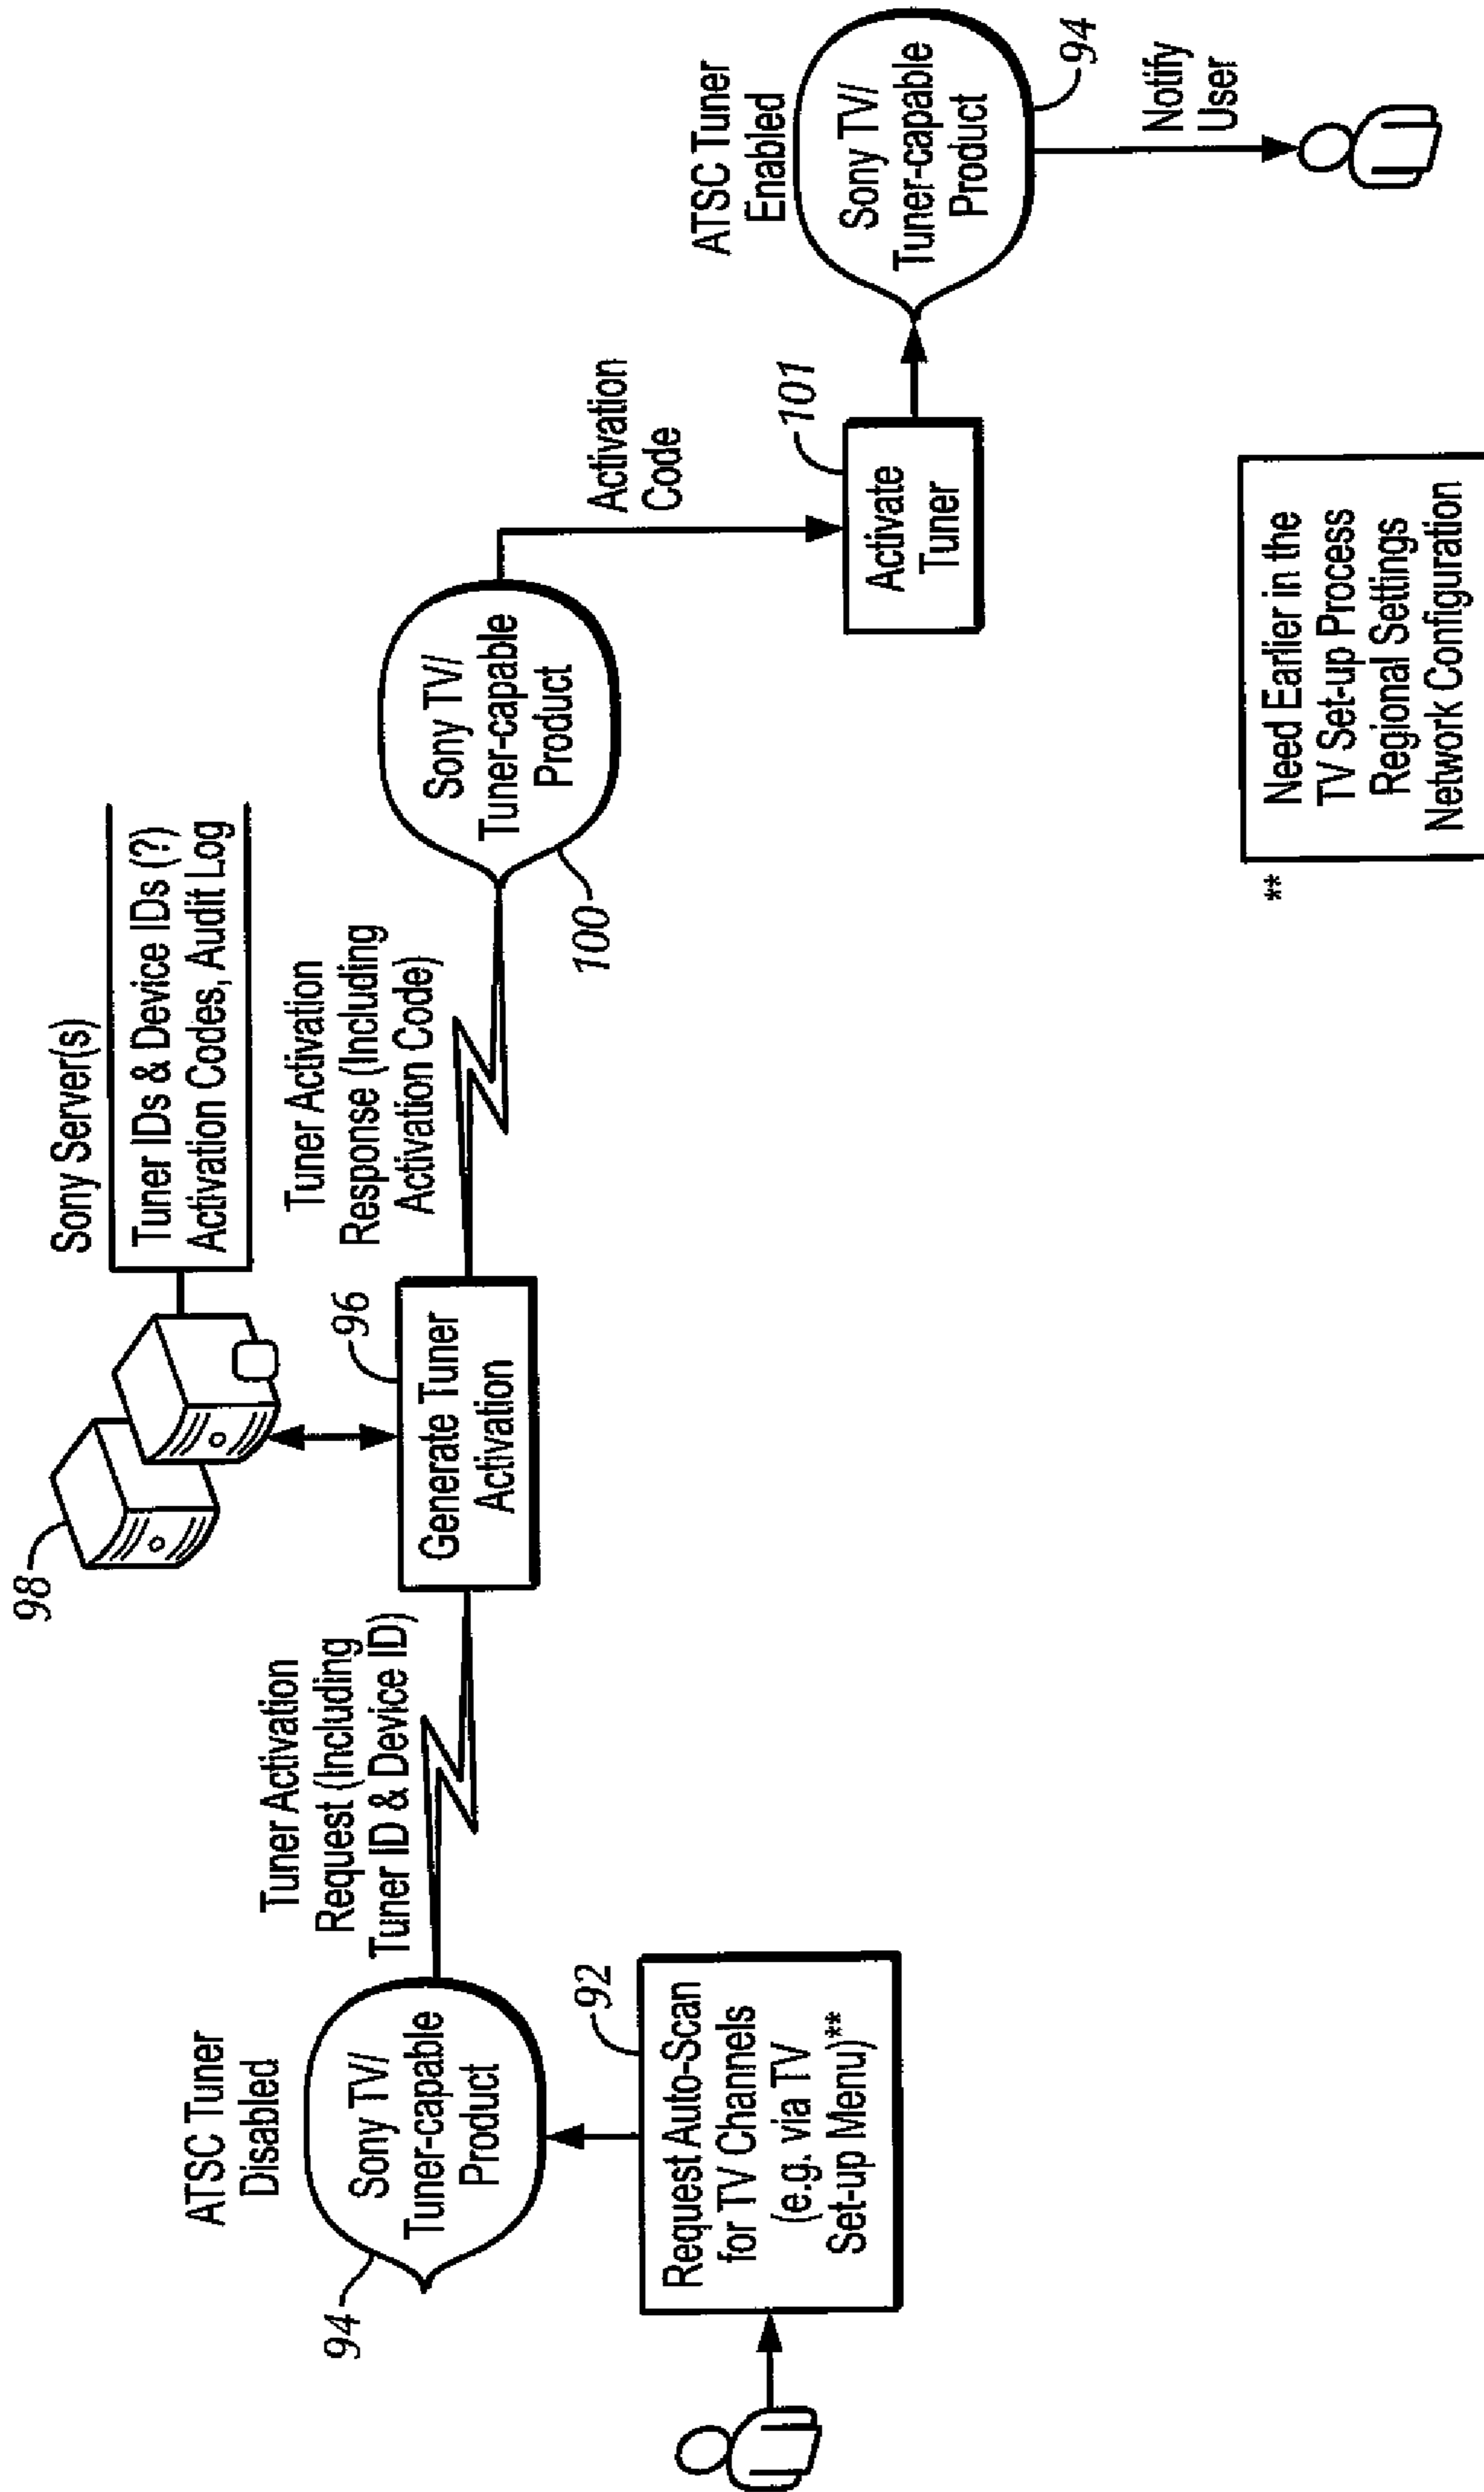 98
Sony Server(s)
Tuner IDs & Device IDs (?)
Activation Codes, Audit Log
ATSC Tuner
Disabled
94
Sony TV/
Tuner-capable
Product
Tuner Activation
Request (Including
Tuner ID & Device ID)
92
Request Auto-Scan
for TV Channels
(e.g. via TV
Set-up Menu)**
96
Generate Tuner
Activation
Tuner Activation
Response (Including
Activation Code)
100
Sony TV/
Tuner-capable
Product
Activation
Code
101
Activate
Tuner
ATSC Tuner
Enabled
Sony TV/
Tuner-capable
Product
94
Notify
User
**
Need Earlier in the
TV Set-up Process
Regional Settings
Network Configuration